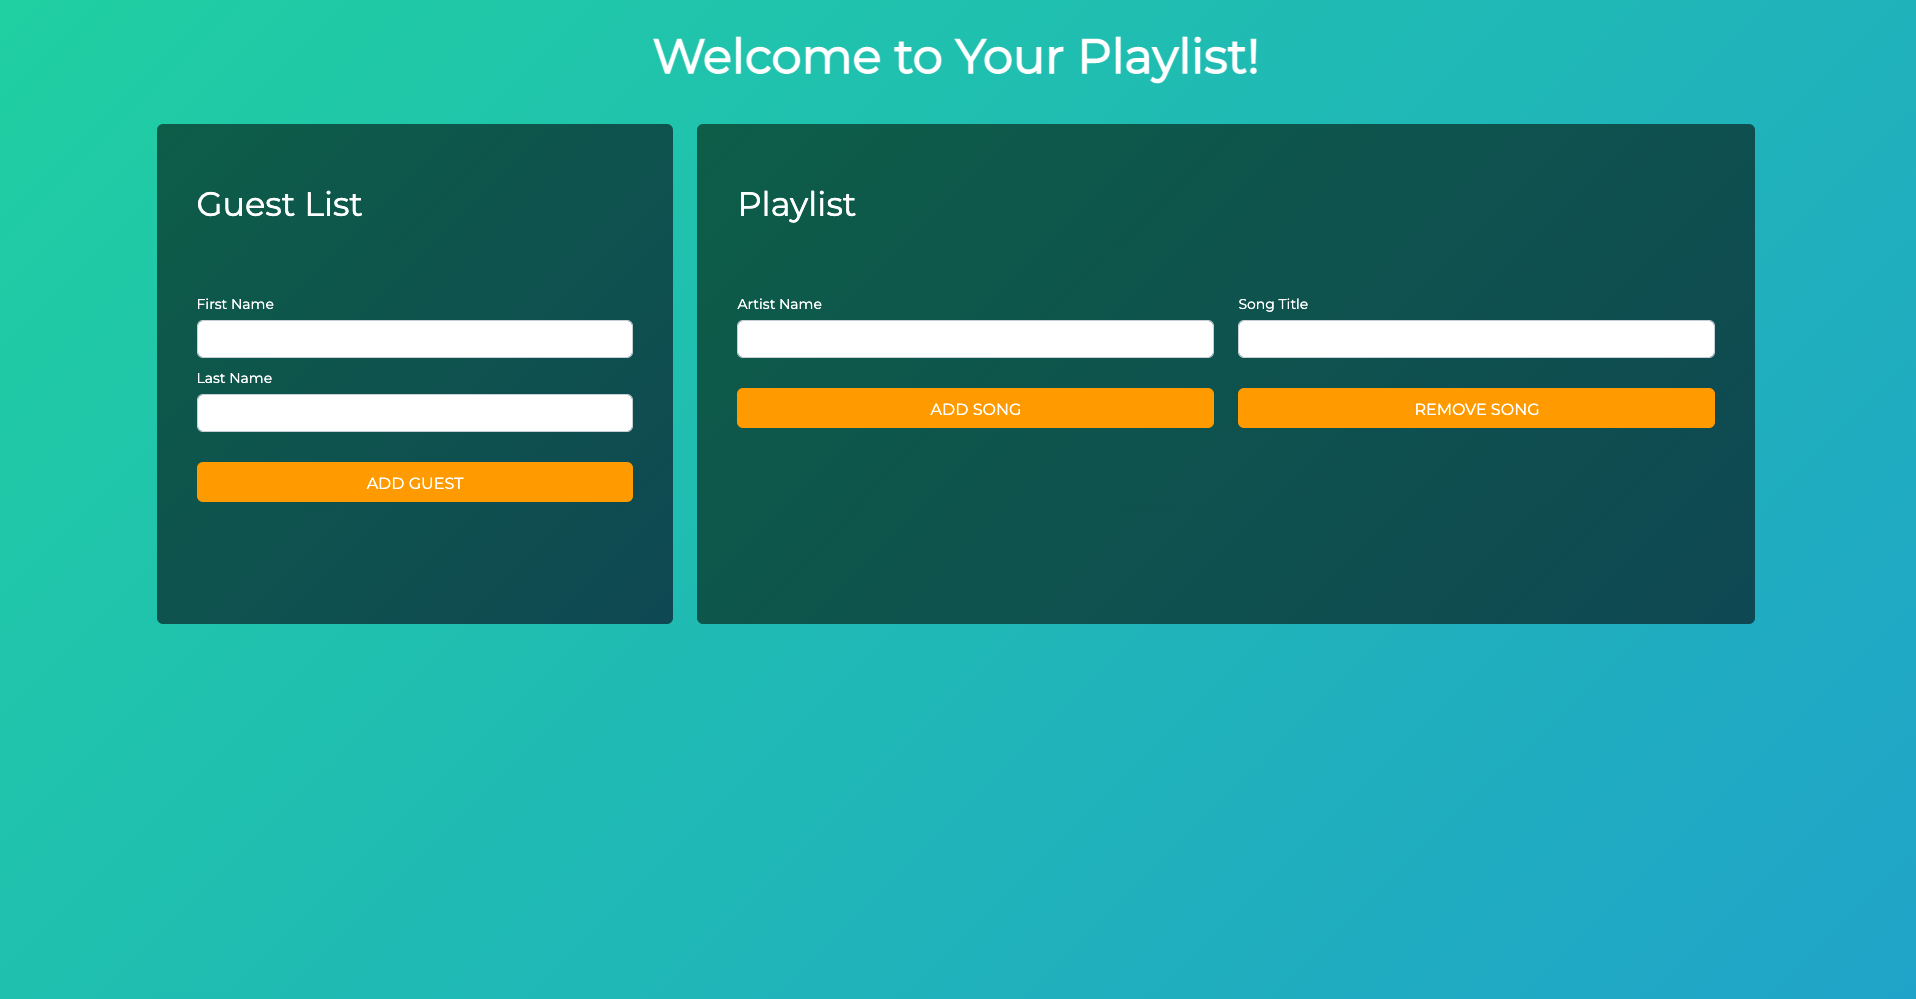 Welcome to Your Playlist!
Guest List
First Name
Last Name
ADD GUEST
Playlist
Artist Name
Song Title
ADD SONG
REMOVE SONG